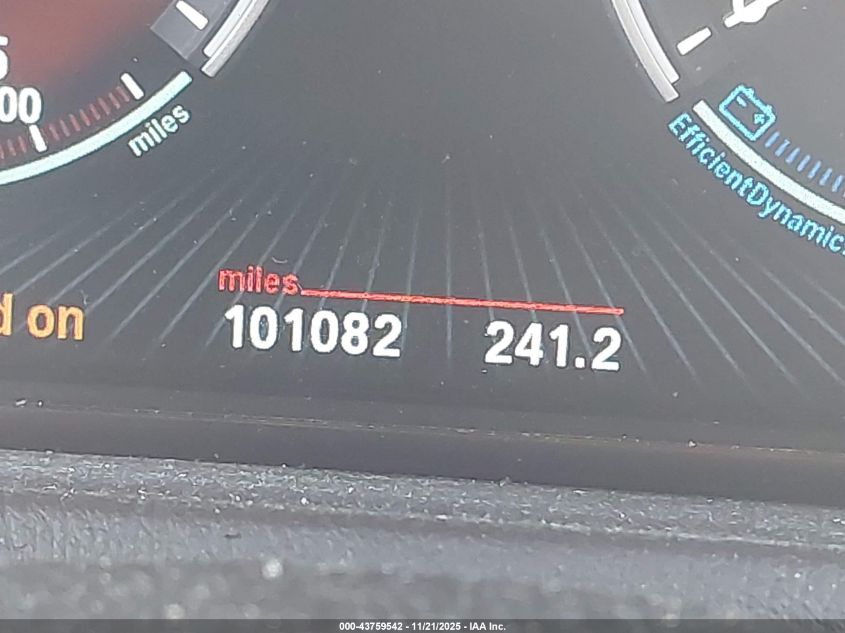 00
miles
EfficientDynamic
miles
d on
101082 241.2
000-43759542 - 11/21/2025 - IAA Inc.